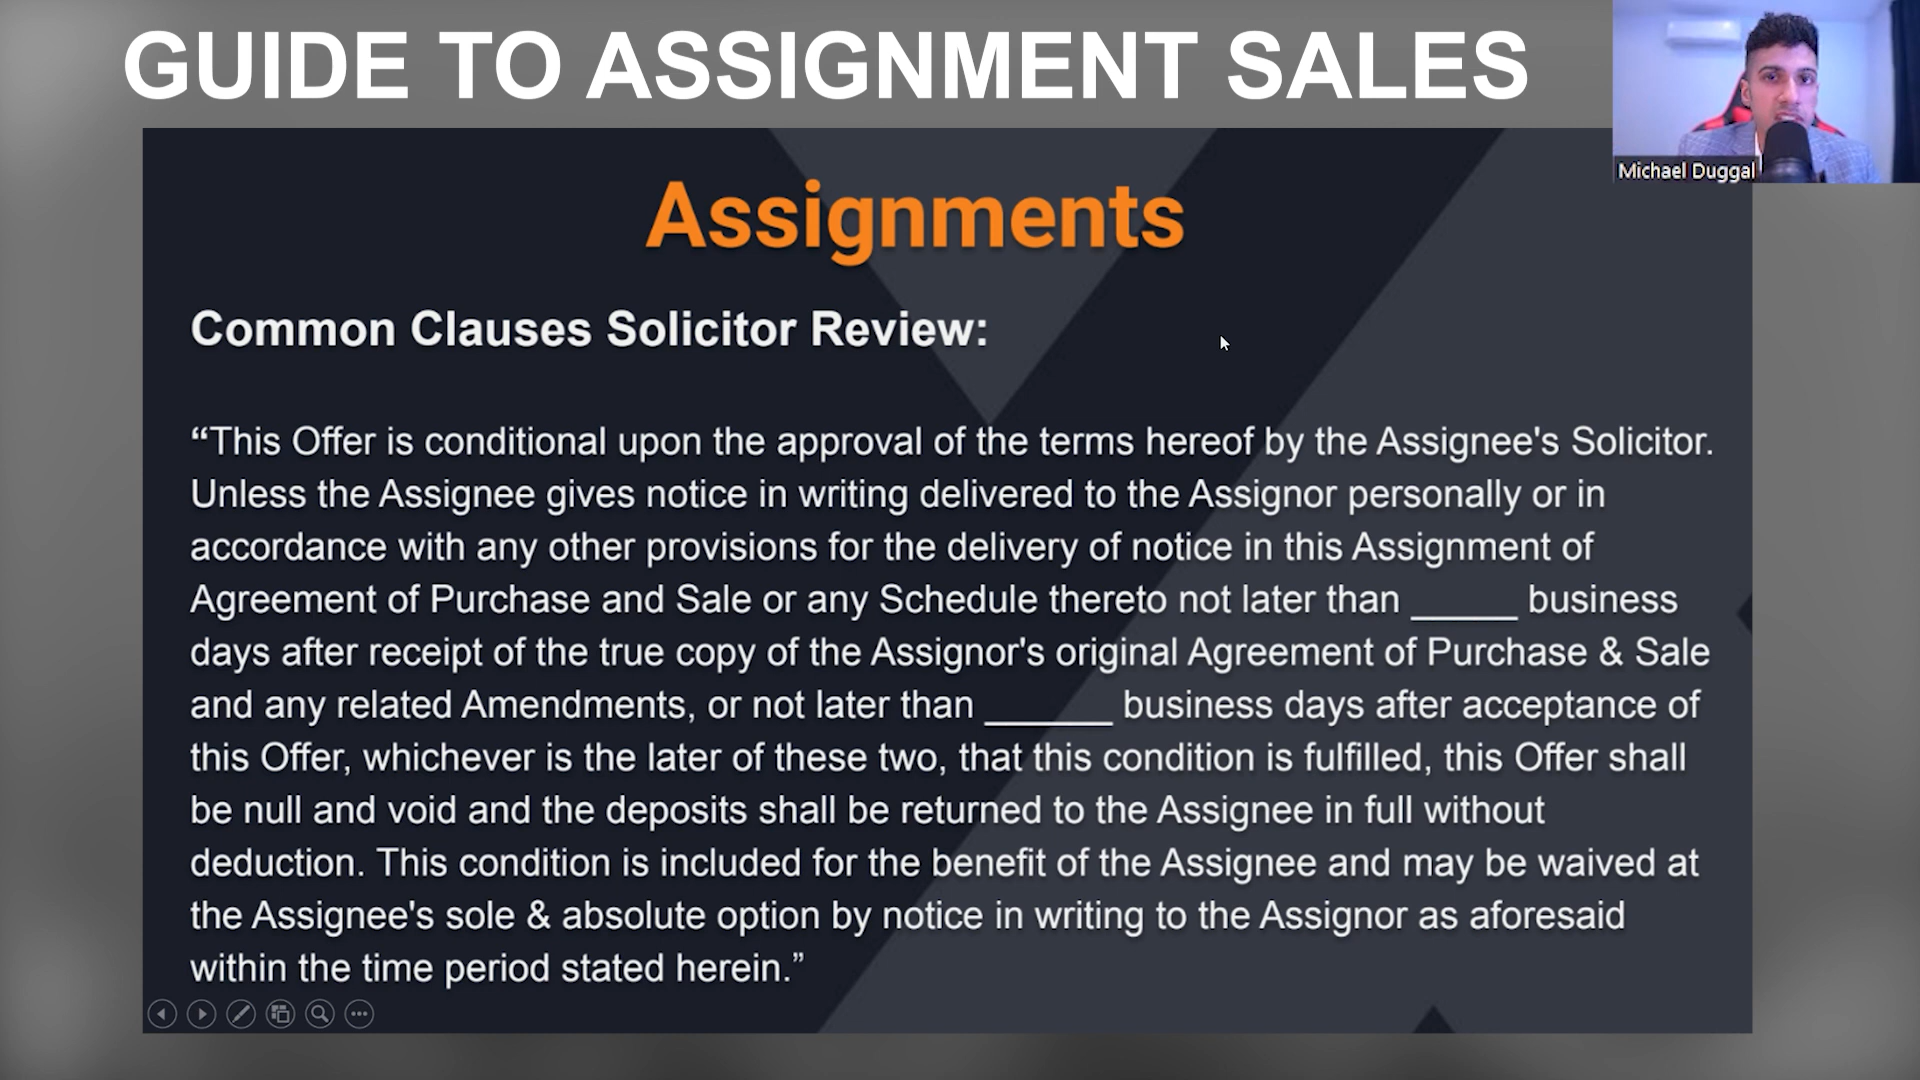 GUIDE TO ASSIGNMENT SALES
Michael Duggal
Assignments
Common Clauses Solicitor Review:
“This Offer is conditional upon the approval of the terms hereof by the Assignee's Solicitor.
Unless the Assignee gives notice in writing delivered to the Assignor personally or in
accordance with any other provisions for the delivery of notice in this Assignment of
Agreement of Purchase and Sale or any Schedule thereto not later than _____ business
days after receipt of the true copy of the Assignor's original Agreement of Purchase & Sale
and any related Amendments, or not later than ______ business days after acceptance of
this Offer, whichever is the later of these two, that this condition is fulfilled, this Offer shall
be null and void and the deposits shall be returned to the Assignee in full without
deduction. This condition is included for the benefit of the Assignee and may be waived at
the Assignee's sole & absolute option by notice in writing to the Assignor as aforesaid
within the time period stated herein.”